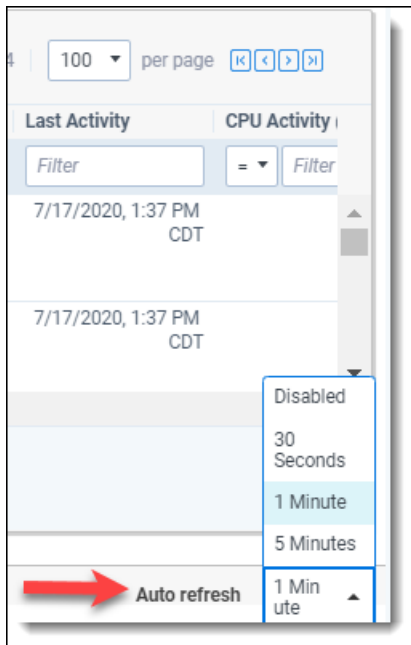 4 100 per page
Last Activity CPU Activity (
Filter = Filter
7/17/2020, 1:37 PM
CDT
7/17/2020, 1:37 PM
CDT
Disabled
30
Seconds
1 Minute
5 Minutes
Auto refresh 1 Min
ute